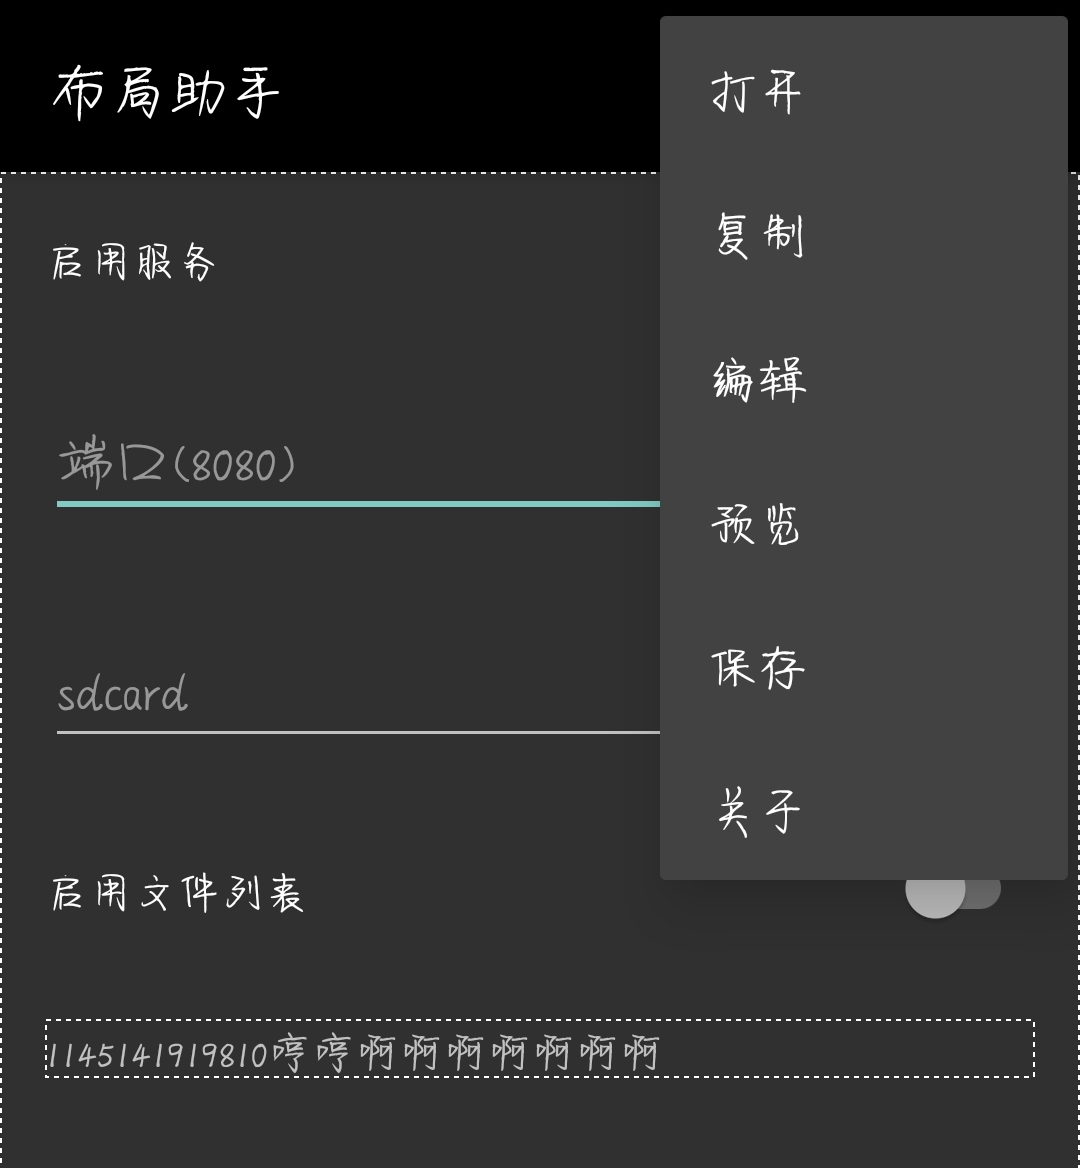 布局助手
打开
复制
编辑
预览
保存
关于
启用服务
端口(8080)
sdcard
启用文件列表
1145141919810哼哼啊啊啊啊啊啊啊